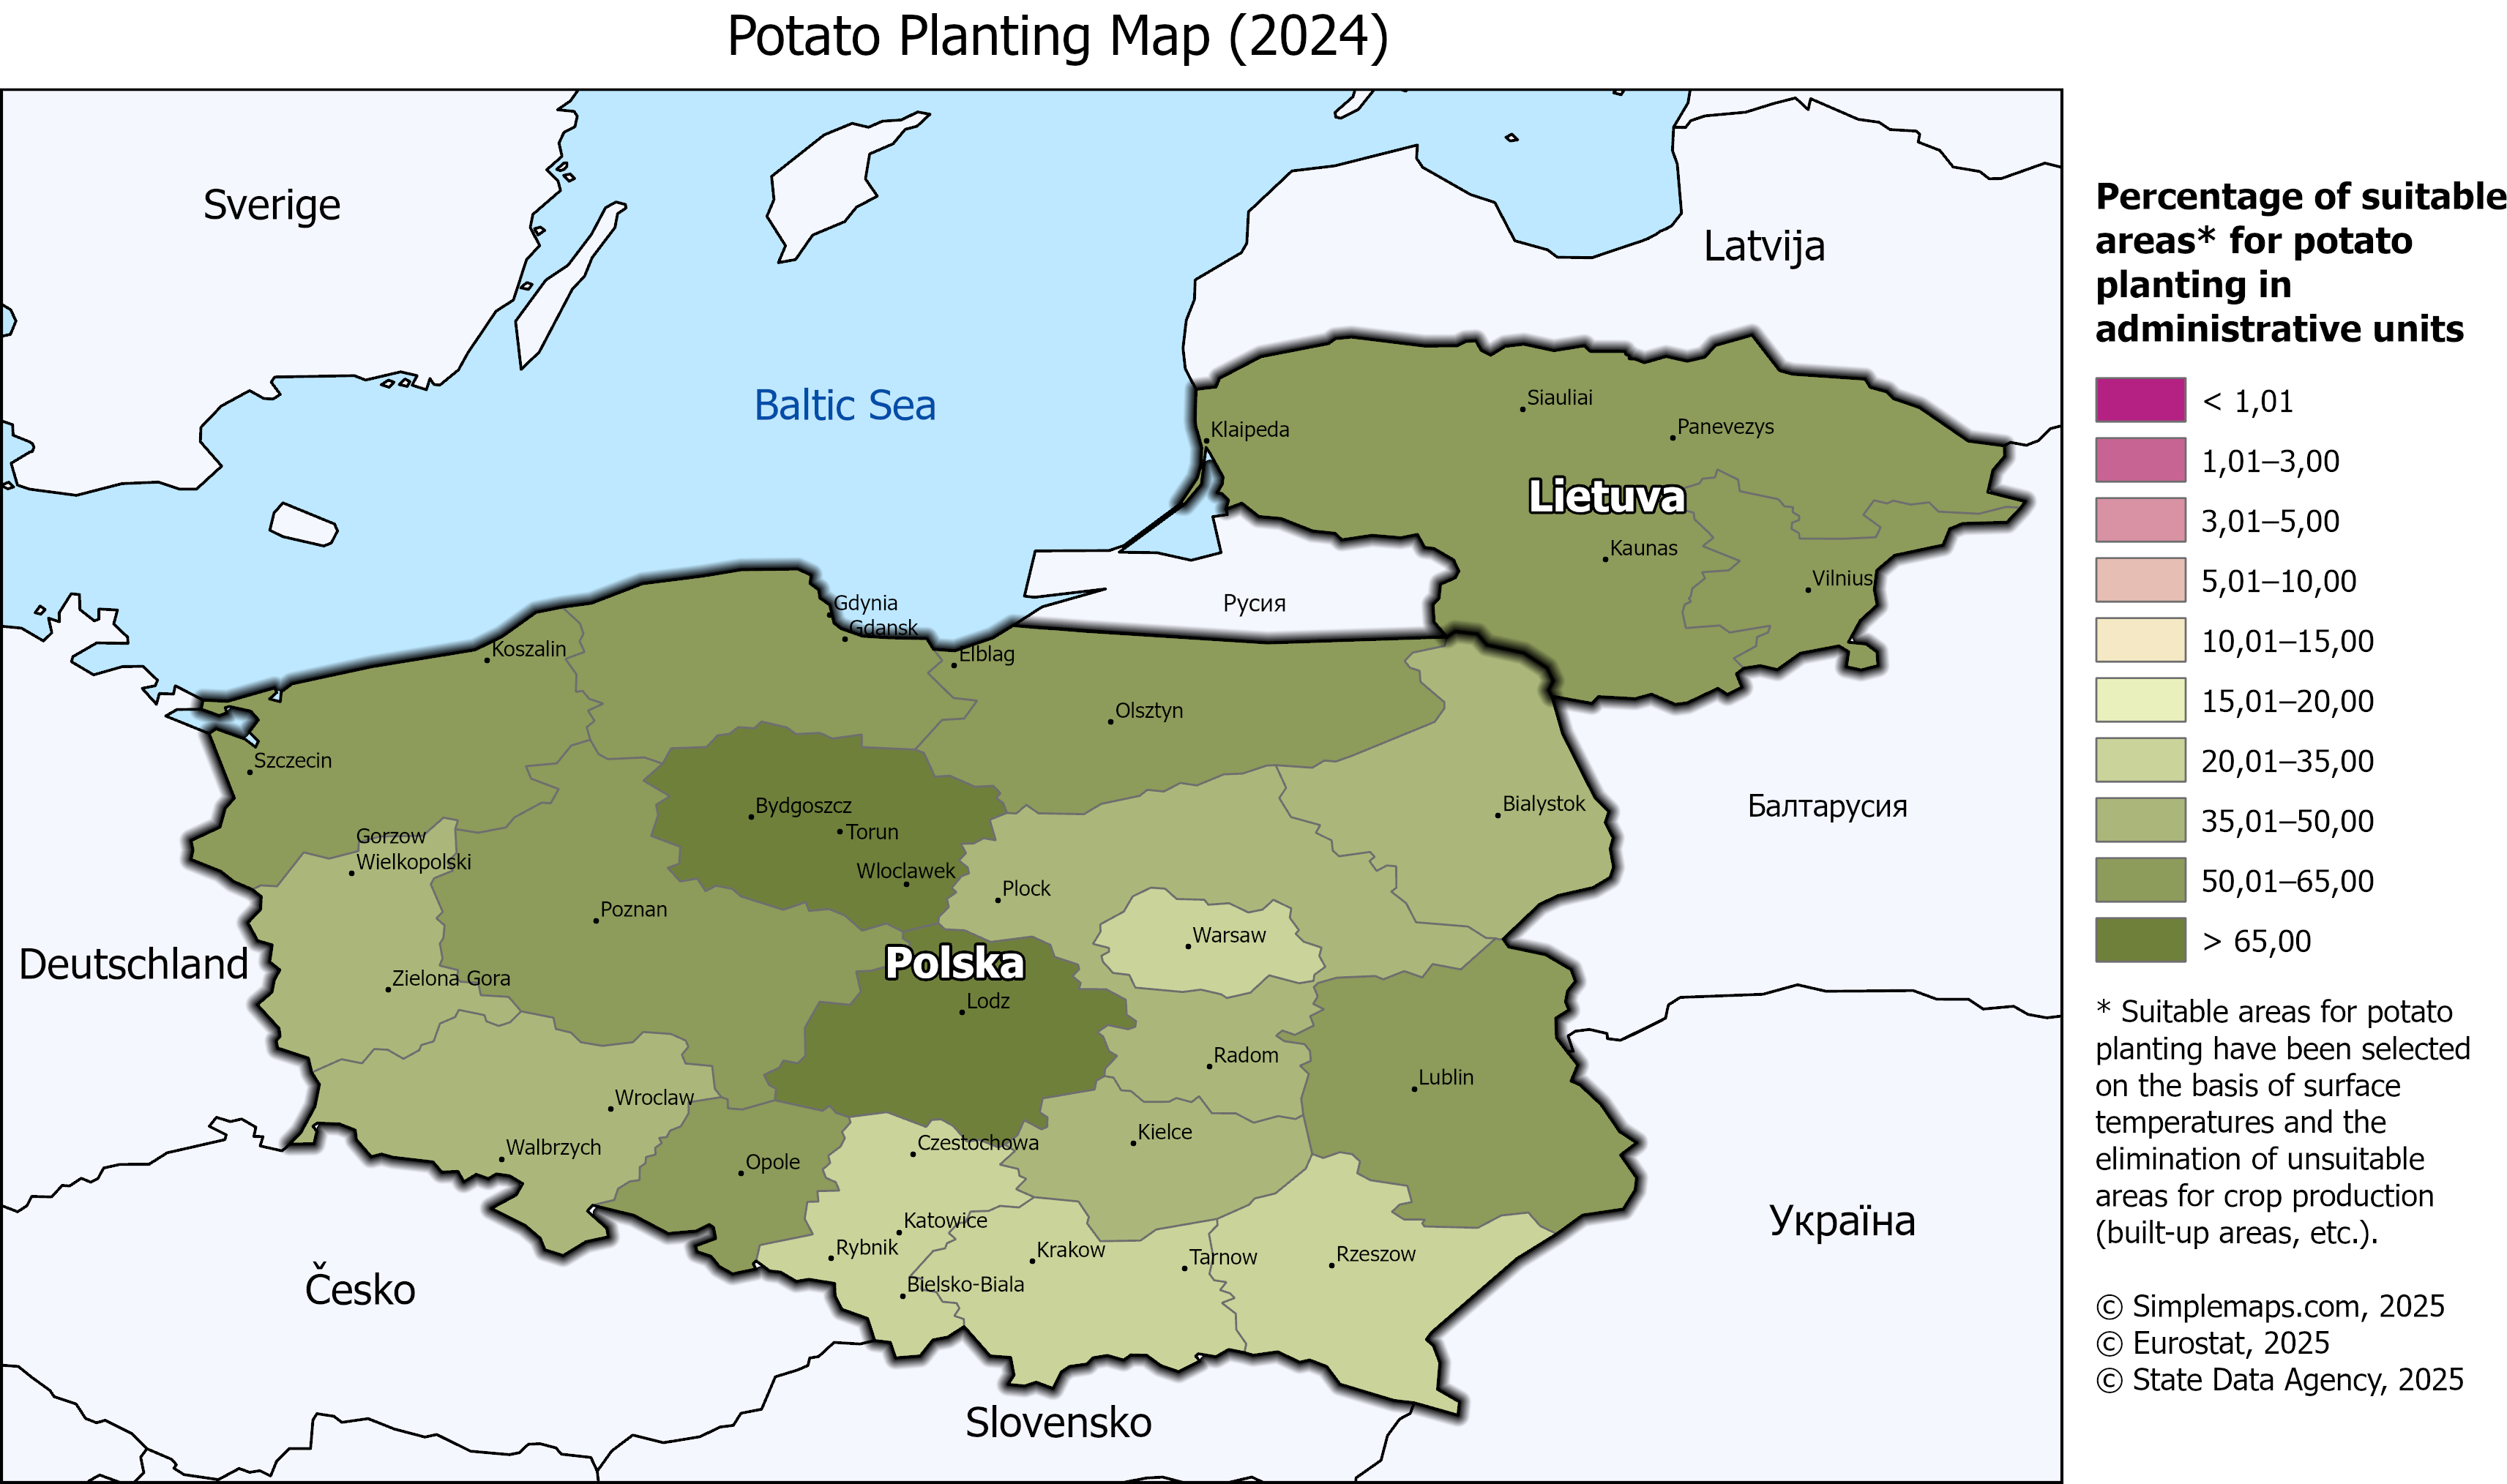 Potato Planting Map (2024)
Sverige
Latvija
Baltic Sea
Siauliai
Klaipeda
Panevezys
Lietuva
Kaunas
Vilnius
Русия
Gdynia
Gdansk
Koszalin
Elblag
Olsztyn
Szczecin
Bydgoszcz
Torun
Bialystok
Балтарусия
Gorzow
Wielkopolski
Wloclawek
Plock
Poznan
Warsaw
Deutschland
Polska
Zielona Gora
Lodz
Radom
Lublin
Wroclaw
Kielce
Czestochowa
Walbrzych
Opole
Katowice
Україна
Rybnik
Krakow
Tarnow
Rzeszow
Česko
Bielsko-Biala
Slovensko
Percentage of suitable
areas* for potato
planting in
administrative units
< 1,01
1,01–3,00
3,01–5,00
5,01–10,00
10,01–15,00
15,01–20,00
20,01–35,00
35,01–50,00
50,01–65,00
> 65,00
* Suitable areas for potato
planting have been selected
on the basis of surface
temperatures and the
elimination of unsuitable
areas for crop production
(built-up areas, etc.).
© Simplemaps.com, 2025
© Eurostat, 2025
© State Data Agency, 2025